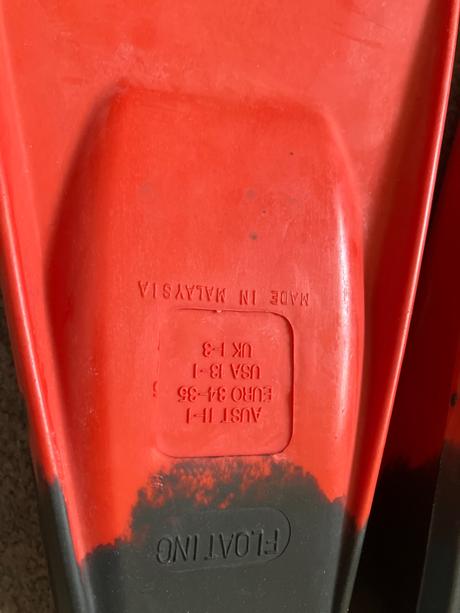 FLOATING
AUST 11-1
EURO 34-35
USA 13-1
UK 1-3
MADE IN MALAYSIA